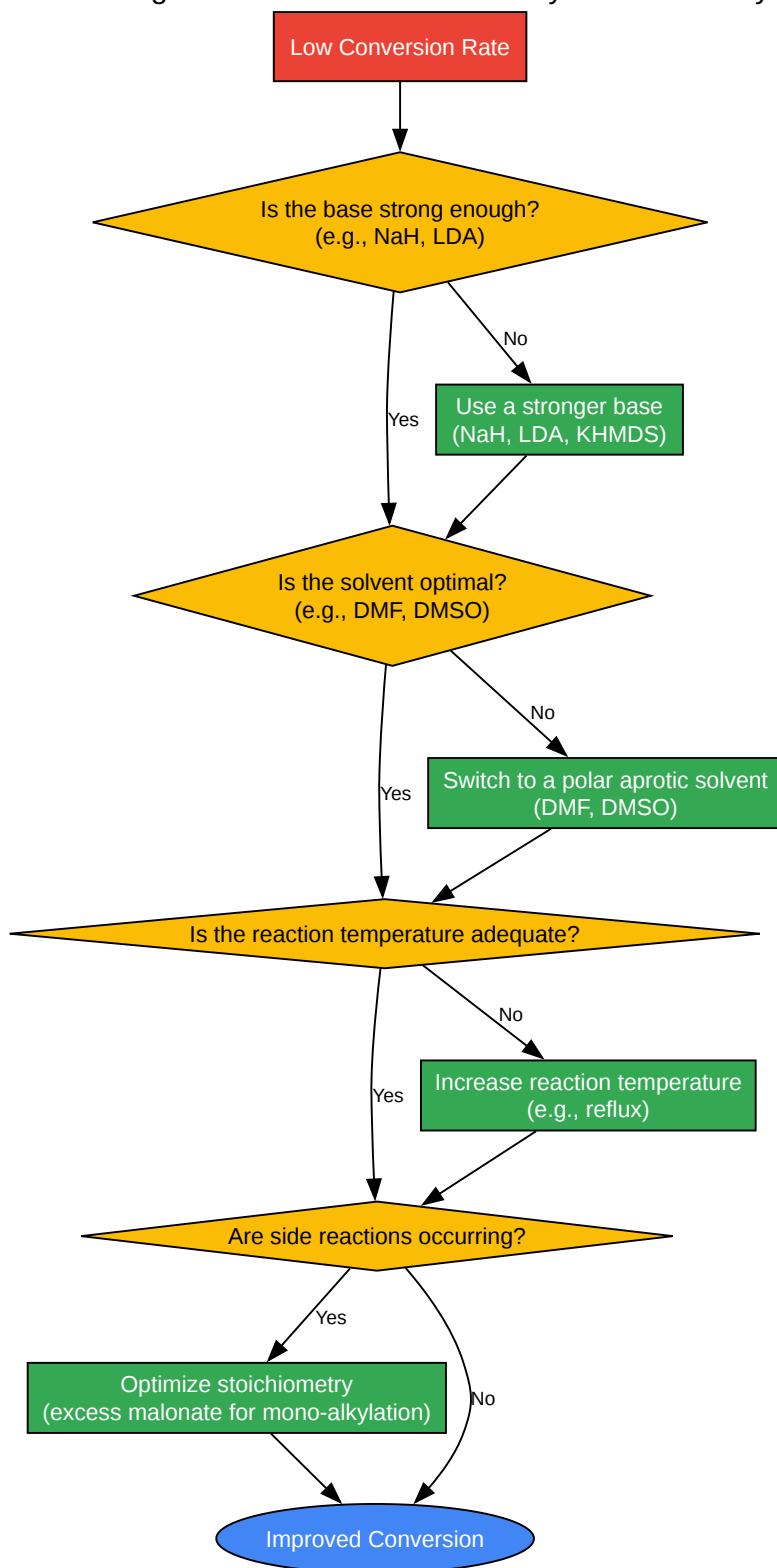 Low Conversion Rate
Is the base strong enough?
(e.g., NaH, LDA)
No
Yes
Use a stronger base
(NaH, LDA, KHMDS)
Is the solvent optimal?
(e.g., DMF, DMSO)
No
Yes
Switch to a polar aprotic solvent
(DMF, DMSO)
Is the reaction temperature adequate?
No
Yes
Increase reaction temperature
(e.g., reflux)
Are side reactions occurring?
Yes
No
Optimize stoichiometry
(excess malonate for mono-alkylation)
Improved Conversion